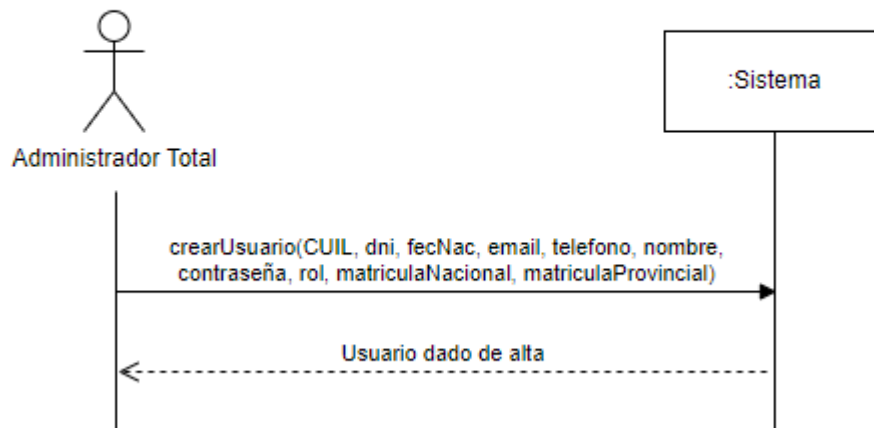 :Sistema
Administrador Total
crearUsuario(CUIL, dni, fecNac, email, telefono, nombre,
contraseña, rol, matriculaNacional, matriculaProvincial)
Usuario dado de alta